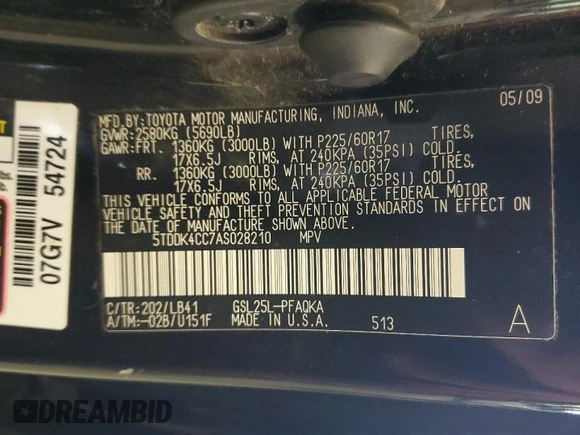 MFD.BY:TOYOTA MOTOR MANUFACTURING, INDIANA, INC. 05/09
GVWR:2580KG (5690LB)
GAWR:FRT. 1360KG (3000LB) WITH P225/60R17 TIRES,
17X6.5J RIMS, AT 240KPA (35PSI) COLD.
RR. 1360KG (3000LB) WITH P225/60R17 TIRES,
17X6.5J RIMS, AT 240KPA (35PSI) COLD.
THIS VEHICLE CONFORMS TO ALL APPLICABLE FEDERAL MOTOR
VEHICLE SAFETY AND THEFT PREVENTION STANDARDS IN EFFECT ON
THE DATE OF MANUFACTURE SHOWN ABOVE.
5TDDK4CC7AS028210 MPV
C/TR:202/LB41 GSL25L-PFAQKA
A/TM:-02B/U151F MADE IN U.S.A. 513 A
07G7V 54724
DREAMBID